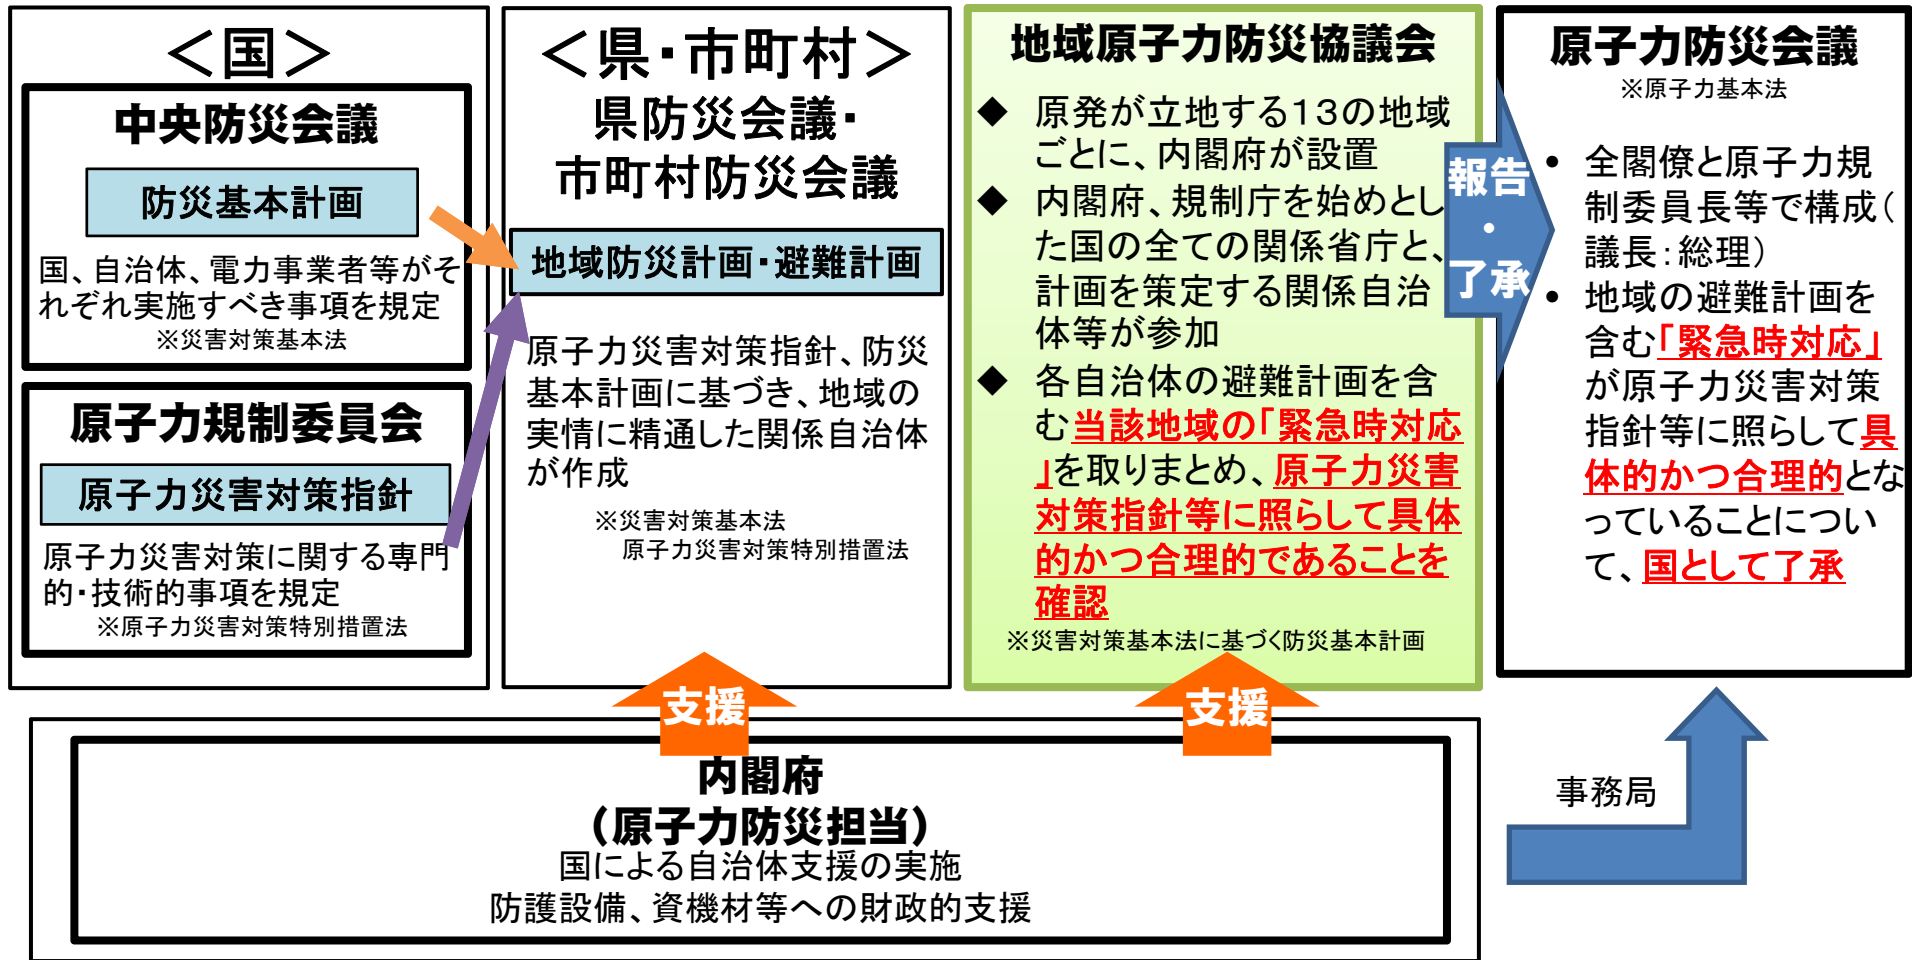 ＜国＞
中央防災会議
防災基本計画
国、自治体、電力事業者等がそ
れぞれ実施すべき事項を規定
※災害対策基本法
原子力規制委員会
原子力災害対策指針
原子力災害対策に関する専門
的・技術的事項を規定
※原子力災害対策特別措置法
＜県・市町村＞
県防災会議・
市町村防災会議
地域防災計画・避難計画
原子力災害対策指針、防災
基本計画に基づき、地域の
実情に精通した関係自治体
が作成
※災害対策基本法
原子力災害対策特別措置法
地域原子力防災協議会
◆ 原発が立地する１３の地域
ごとに、内閣府が設置
◆ 内閣府、規制庁を始めとし
た国の全ての関係省庁と、
計画を策定する関係自治
体等が参加
◆ 各自治体の避難計画を含
む当該地域の「緊急時対応
」を取りまとめ、原子力災害
対策指針等に照らして具体
的かつ合理的であることを
確認
※災害対策基本法に基づく防災基本計画
報告
・
了承
原子力防災会議
※原子力基本法
• 全閣僚と原子力規
制委員長等で構成（
議長：総理）
• 地域の避難計画を
含む「緊急時対応」
が原子力災害対策
指針等に照らして具
体的かつ合理的とな
っていることについ
て、国として了承
支援
支援
内閣府
（原子力防災担当）
国による自治体支援の実施
防護設備、資機材等への財政的支援
事務局